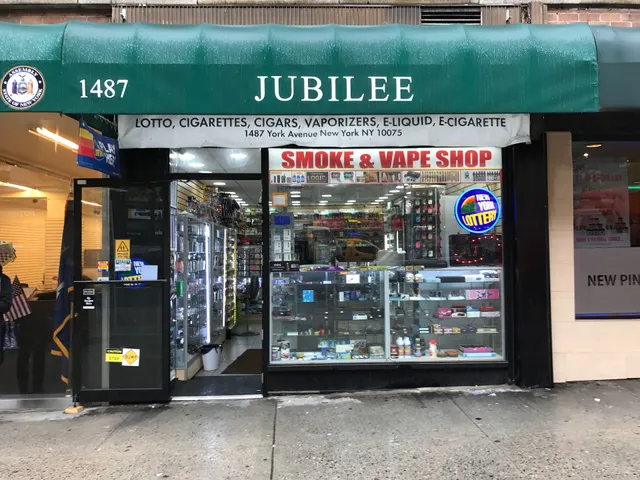 1487 JUBILEE
LOTTO, CIGARETTES, CIGARS, VAPORIZERS, E-LIQUID, E-CIGARETTE
1487 York Avenue New York NY 10075
SMOKE & VAPE SHOP
LOGIC
NEW
YORK
LOTTERY
NEW PIN